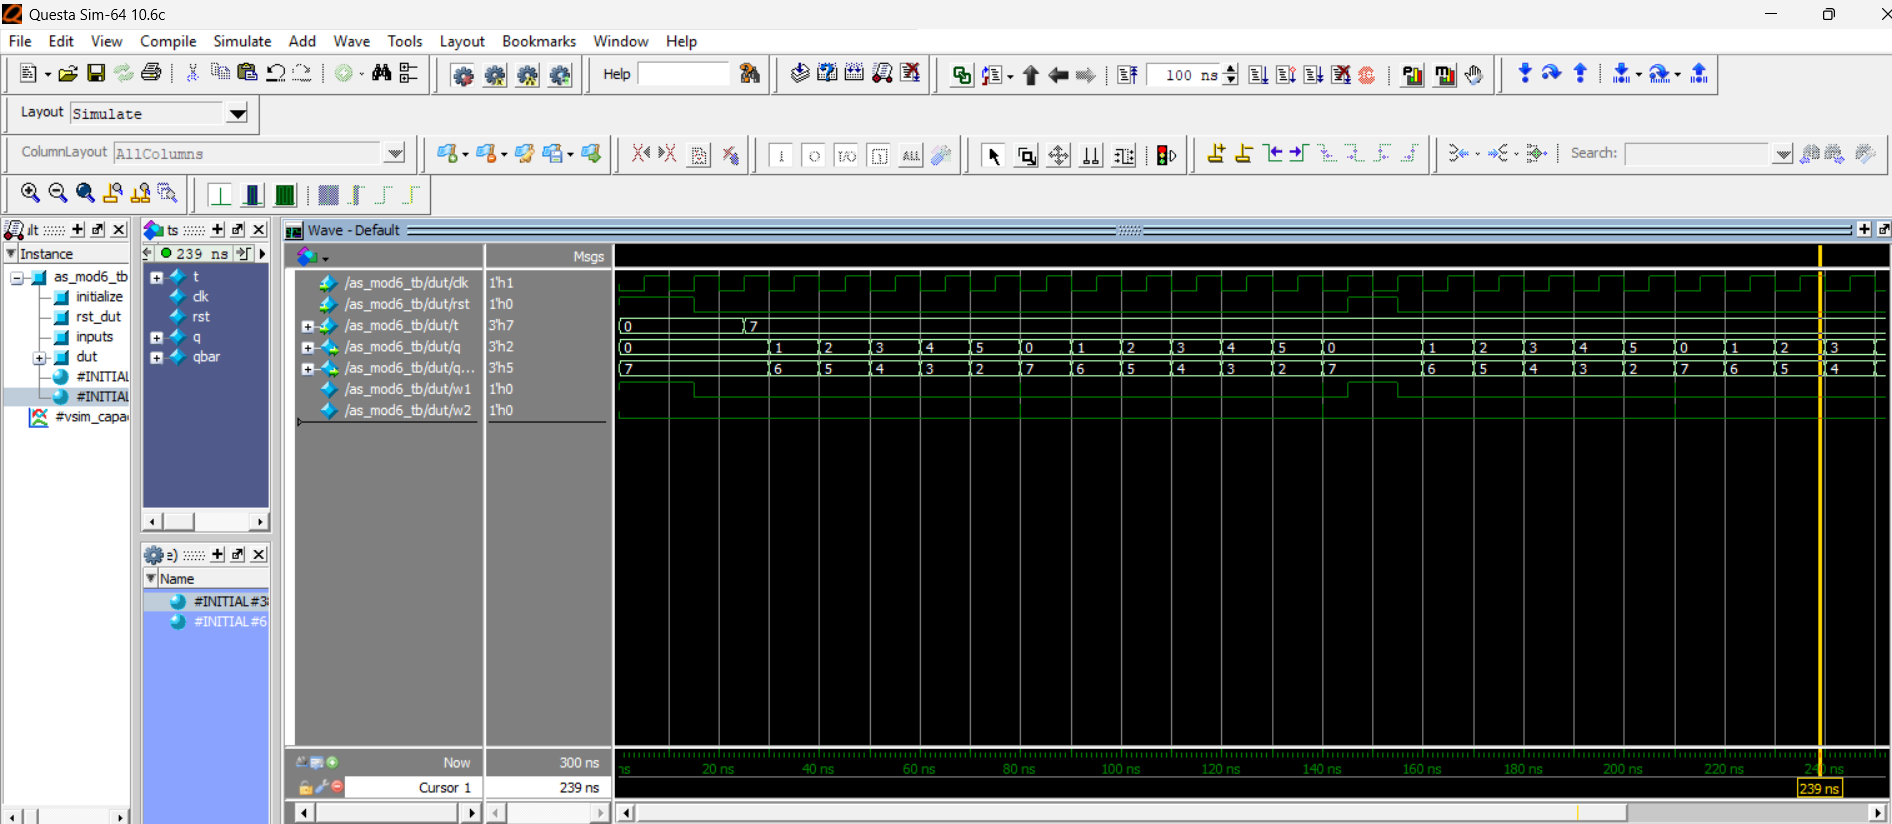 Questa Sim-64 10.6c
File Edit View Compile Simulate Add Wave Tools Layout Bookmarks Window Help
Help 100 ns
Layout Simulate
ColumnLayout AllColumns Search:
Wave - Default
239 ns
Instance
as_mod6_tb
initialize
rst_dut
inputs
dut
#INITIAL
#INITIAL
#vsim_capa
t
clk
rst
q
qbar
Name
#INITIAL#3
#INITIAL#6
Msgs
/as_mod6_tb/dut/clk 1'h1
/as_mod6_tb/dut/rst 1'h0
/as_mod6_tb/dut/t 3'h7 0 7
/as_mod6_tb/dut/q 3'h2 0 1 2 3 4 5 0 1 2 3 4 5 0 1 2 3 4 5 0 1 2 3
/as_mod6_tb/dut/q... 3'h5 7 6 5 4 3 2 7 6 5 4 3 2 7 6 5 4 3 2 7 6 5 4
/as_mod6_tb/dut/w1 1'h0
/as_mod6_tb/dut/w2 1'h0
Now 300 ns ns 20 ns 40 ns 60 ns 80 ns 100 ns 120 ns 140 ns 160 ns 180 ns 200 ns 220 ns 240 ns
Cursor 1 239 ns 239 ns